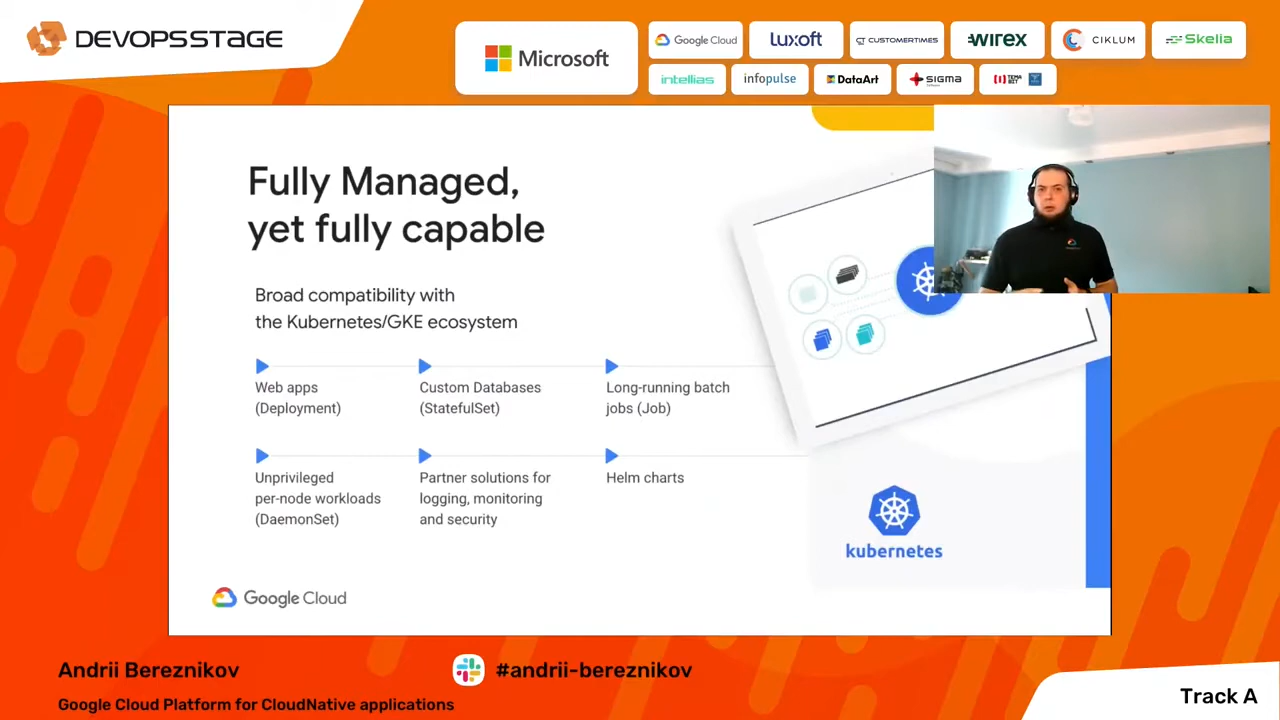 DEVOPSSTAGE
Microsoft
Google Cloud
luxoft
CUSTOMERTIMES
WIREX
CIKLUM
Skelia
intellias
infopulse
DataArt
SIGMA
Fully Managed,
yet fully capable
Broad compatibility with
the Kubernetes/GKE ecosystem
Web apps
(Deployment)
Custom Databases
(StatefulSet)
Long-running batch
jobs (Job)
Unprivileged
per-node workloads
(DaemonSet)
Partner solutions for
logging, monitoring
and security
Helm charts
kubernetes
Google Cloud
Andrii Bereznikov
#andrii-bereznikov
Google Cloud Platform for CloudNative applications
Track A